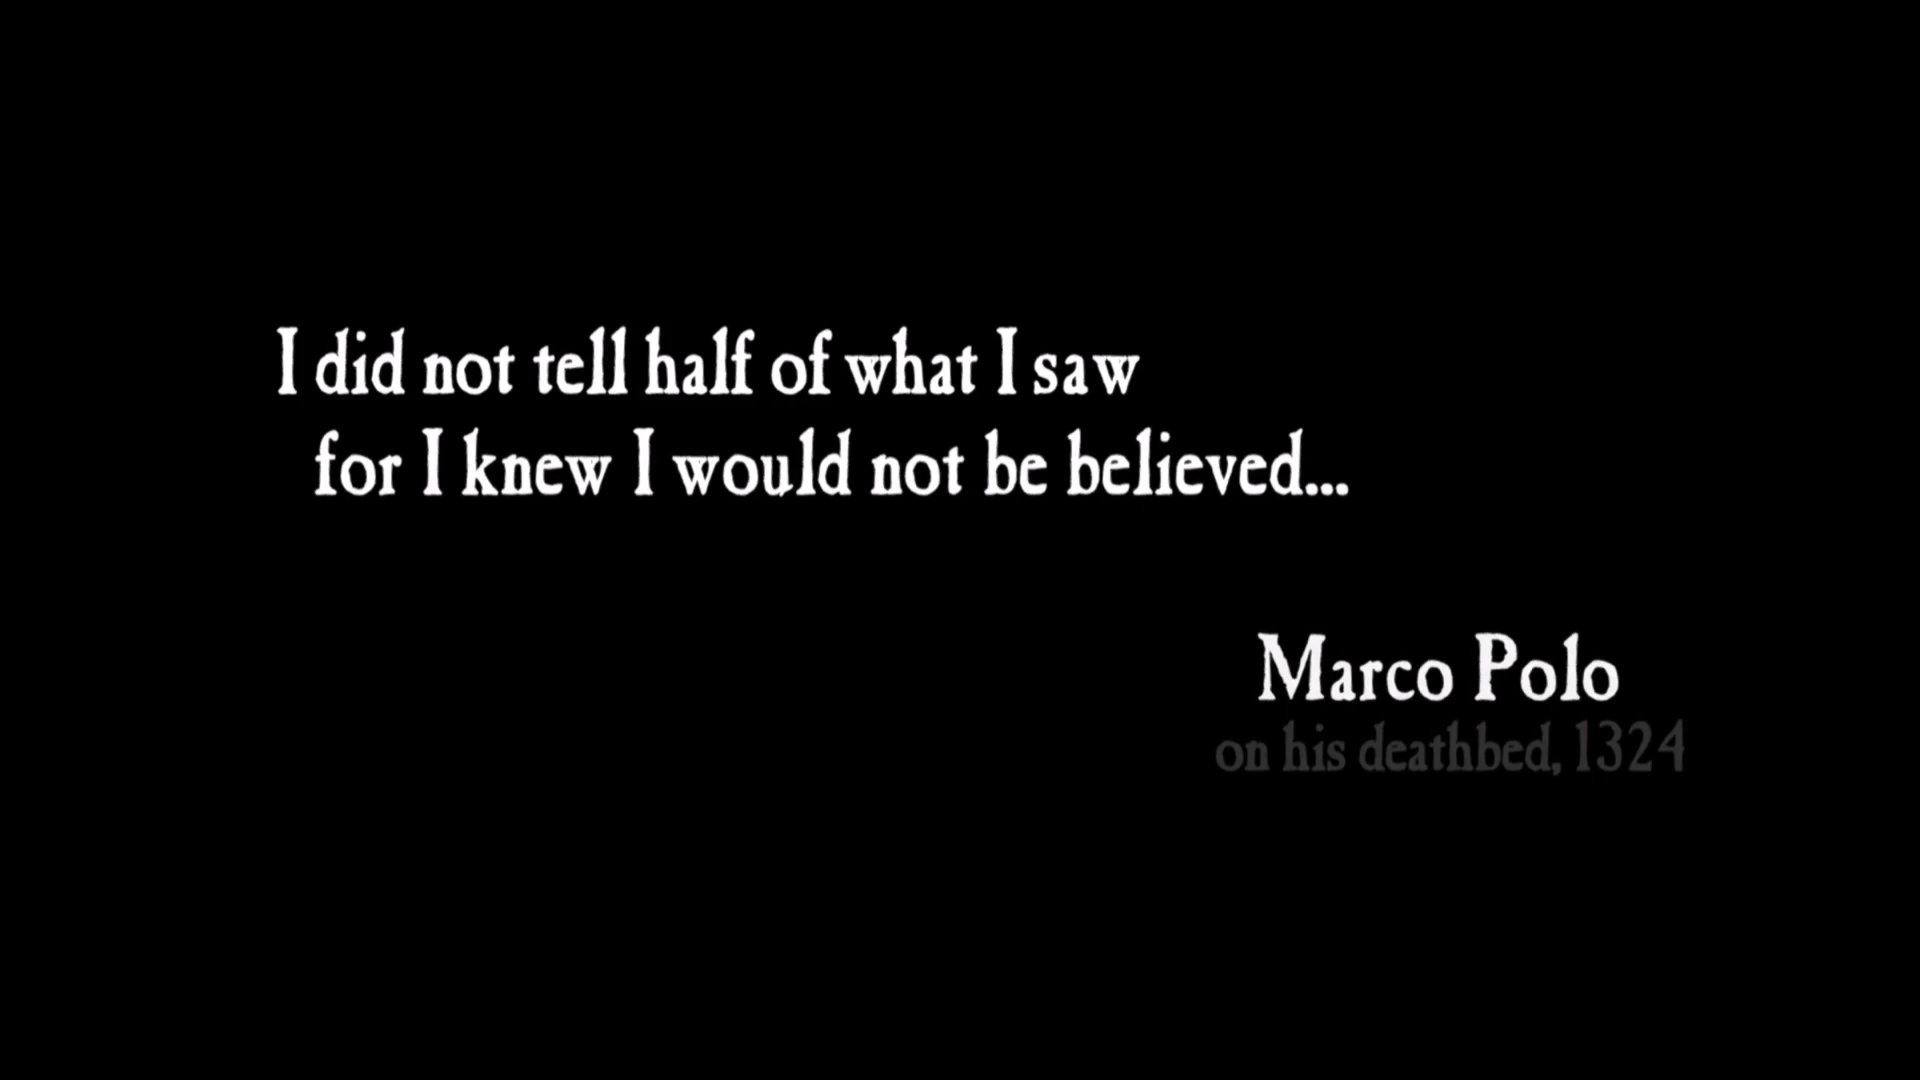 I did not tell half of what I saw
for I knew I would not be believed...
Marco Polo
on his deathbed, 1324